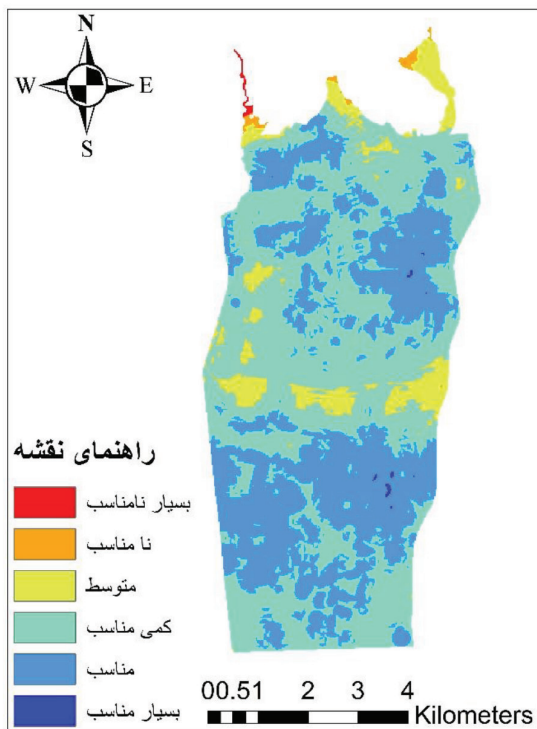 N
W E
S
راهنمای نقشه
بسیار نامناسب
نا مناسب
متوسط
کمی مناسب
مناسب
بسیار مناسب
00.51 2 3 4
Kilometers